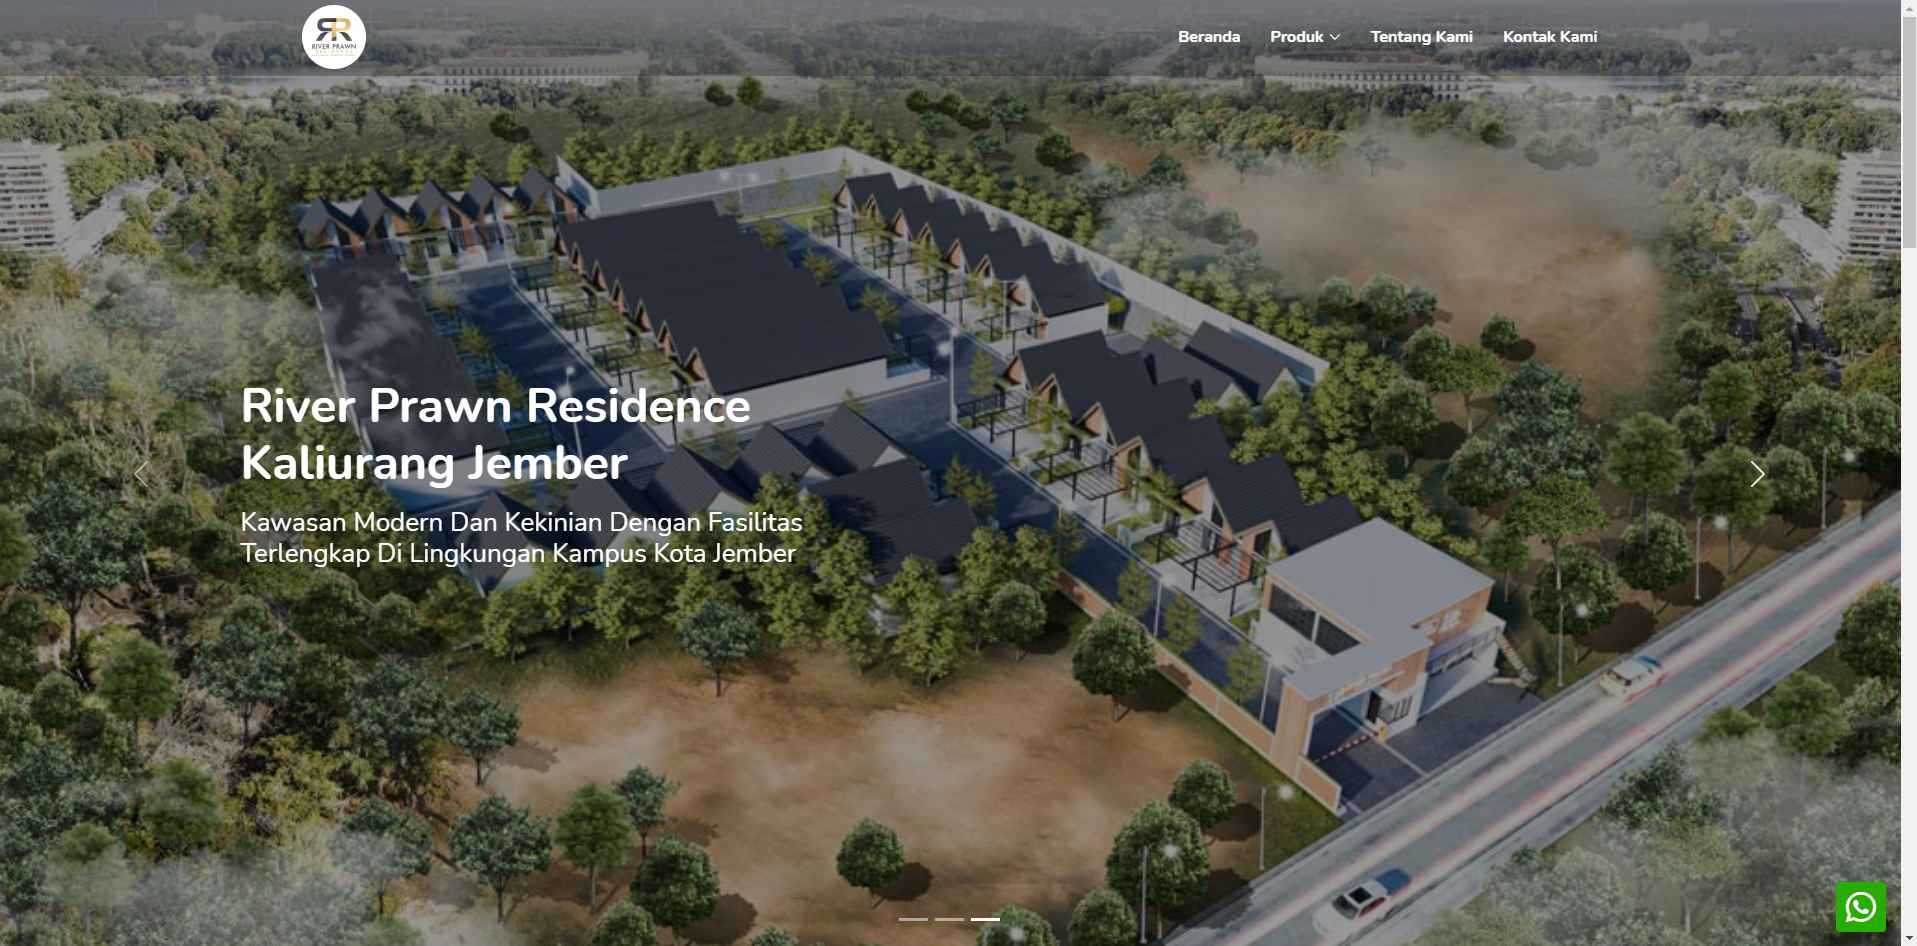 RIVER PRAWN
Beranda
Produk
Tentang Kami
Kontak Kami
River Prawn Residence
Kaliurang Jember
Kawasan Modern Dan Kekinian Dengan Fasilitas
Terlengkap Di Lingkungan Kampus Kota Jember